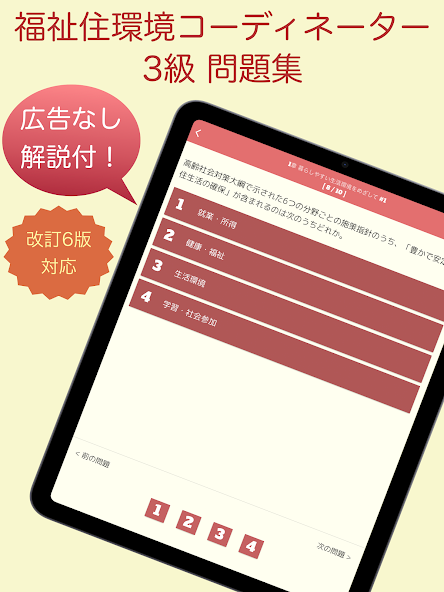 福祉住環境コーディネーター
3級 問題集
広告なし
解説付！
改訂6版
対応
<
1章 暮らしやすい生活環境をめざして #1
[ 8 / 10 ]
高齢社会対策大綱で示された6つの分野ごとの施策指針のうち、「豊かで安定
住生活の確保」が含まれるのは次のうちどれか。
1 就業・所得
2 健康・福祉
3 生活環境
4 学習・社会参加
< 前の問題
次の問題 >
1 2 3 4